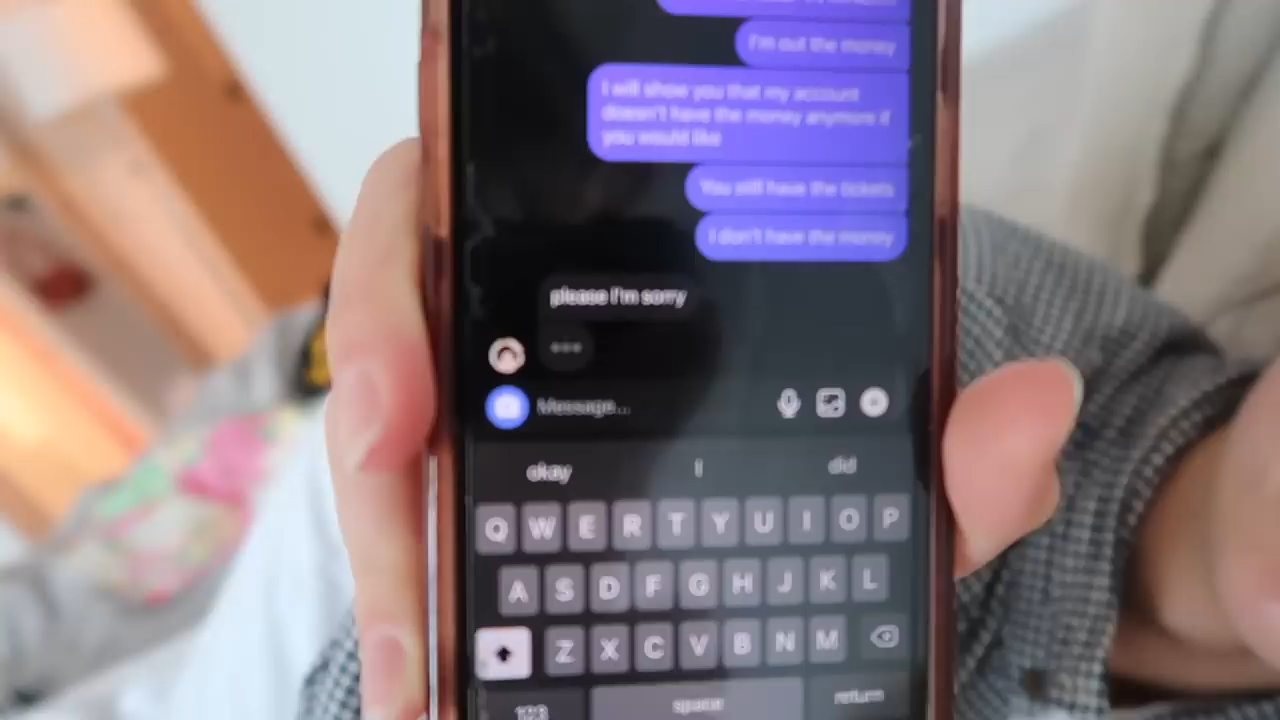 I'm out the money
I will show you that my account
doesn't have the money anymore if
you would like
You still have the tickets
I don't have the money
please I'm sorry
Message...
okay I did
Q W E R T Y U I O P
A S D F G H J K L
Z X C V B N M
123 space return